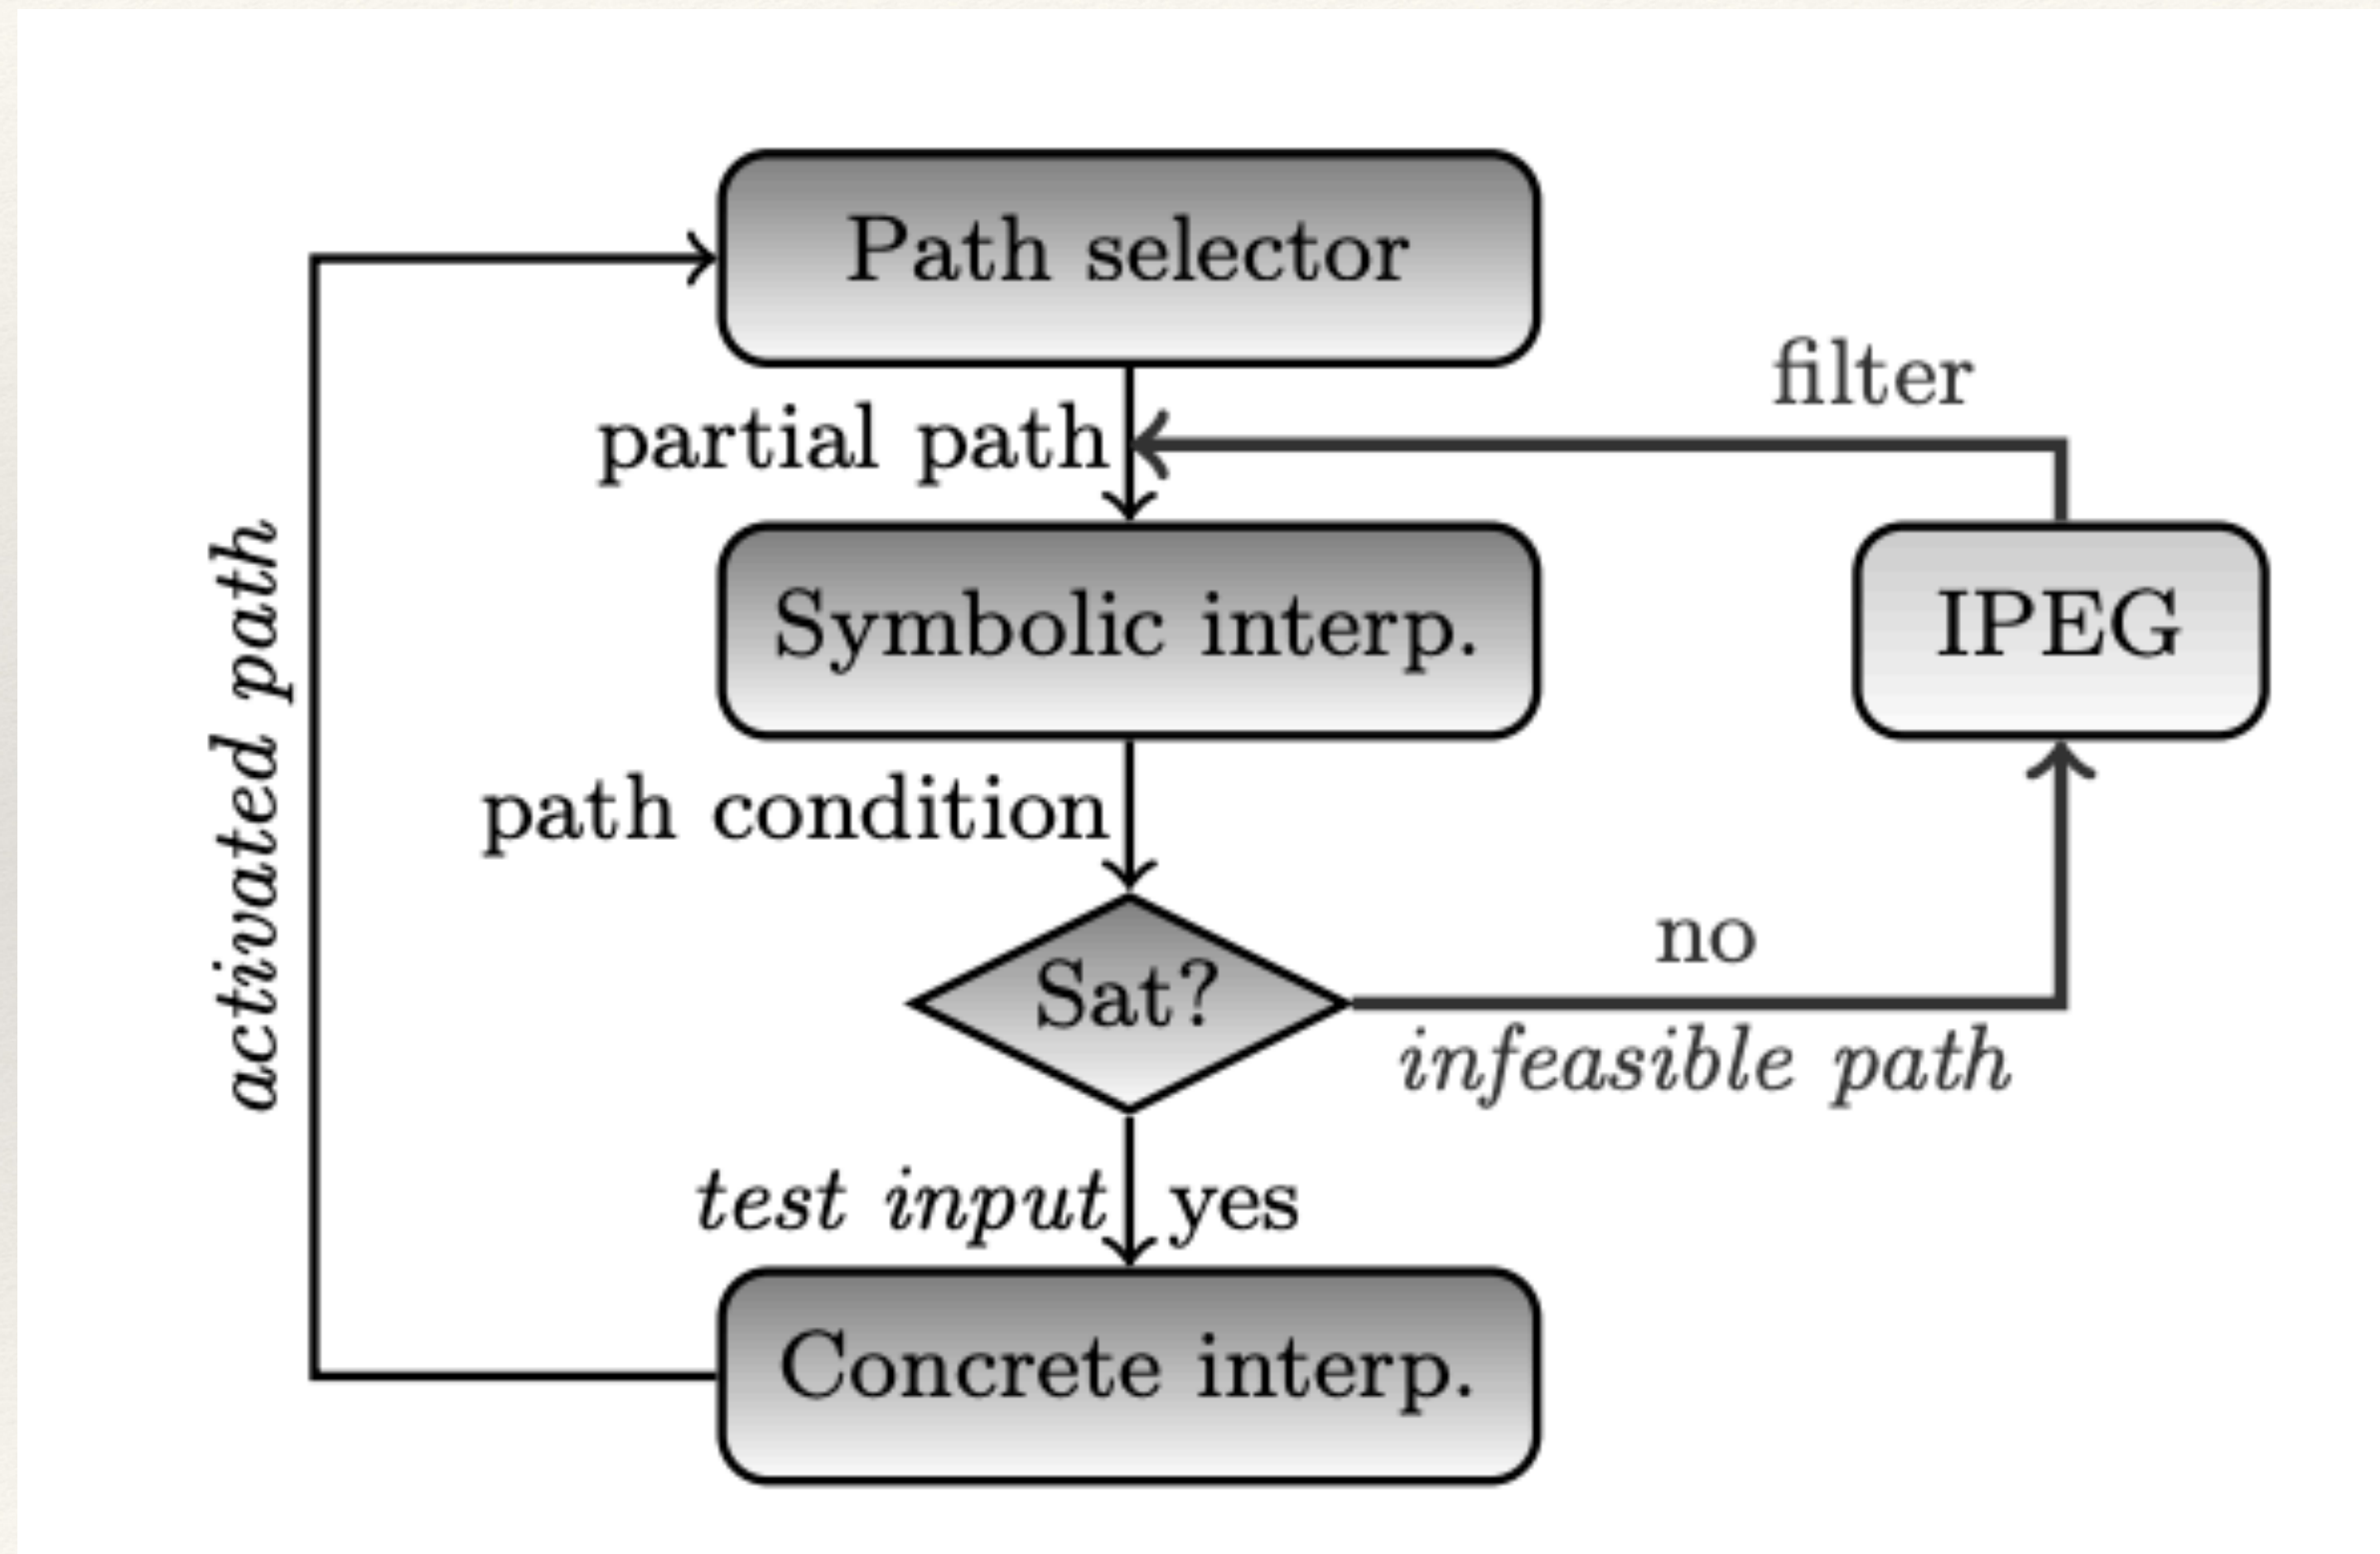 Path selector
filter
partial path
activated path
Symbolic interp.
IPEG
path condition
no
Sat?
infeasible path
test input
yes
Concrete interp.